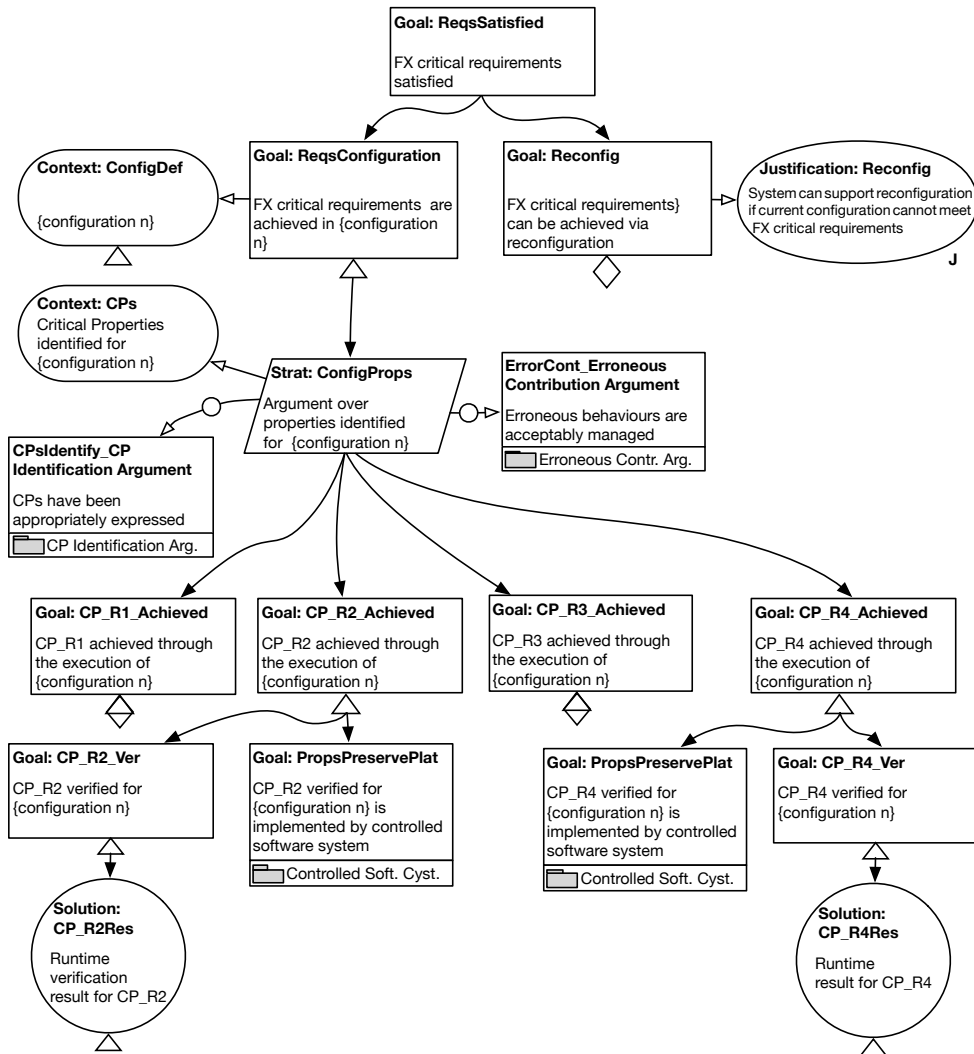 Goal: ReqsSatisfied
FX critical requirements
satisfied
Context: ConfigDef
{configuration n}
Goal: ReqsConfiguration
FX critical requirements are
achieved in {configuration
n}
Goal: Reconfig
FX critical requirements}
can be achieved via
reconfiguration
Justification: Reconfig
System can support reconfiguration
if current configuration cannot meet
FX critical requirements
J
Context: CPs
Critical Properties
identified for
{configuration n}
Strat: ConfigProps
Argument over
properties identified
for {configuration n}
ErrorCont_Erroneous
Contribution Argument
Erroneous behaviours are
acceptably managed
Erroneous Contr. Arg.
CPsIdentify_CP
Identification Argument
CPs have been
appropriately expressed
CP Identification Arg.
Goal: CP_R1_Achieved
CP_R1 achieved through
the execution of
{configuration n}
Goal: CP_R2_Achieved
CP_R2 achieved through
the execution of
{configuration n}
Goal: CP_R3_Achieved
CP_R3 achieved through
the execution of
{configuration n}
Goal: CP_R4_Achieved
CP_R4 achieved through
the execution of
{configuration n}
Goal: CP_R2_Ver
CP_R2 verified for
{configuration n}
Goal: PropsPreservePlat
CP_R2 verified for
{configuration n} is
implemented by controlled
software system
Controlled Soft. Cyst.
Goal: PropsPreservePlat
CP_R4 verified for
{configuration n} is
implemented by controlled
software system
Controlled Soft. Cyst.
Goal: CP_R4_Ver
CP_R4 verified for
{configuration n}
Solution:
CP_R2Res
Runtime
verification
result for CP_R2
Solution:
CP_R4Res
Runtime
result for CP_R4